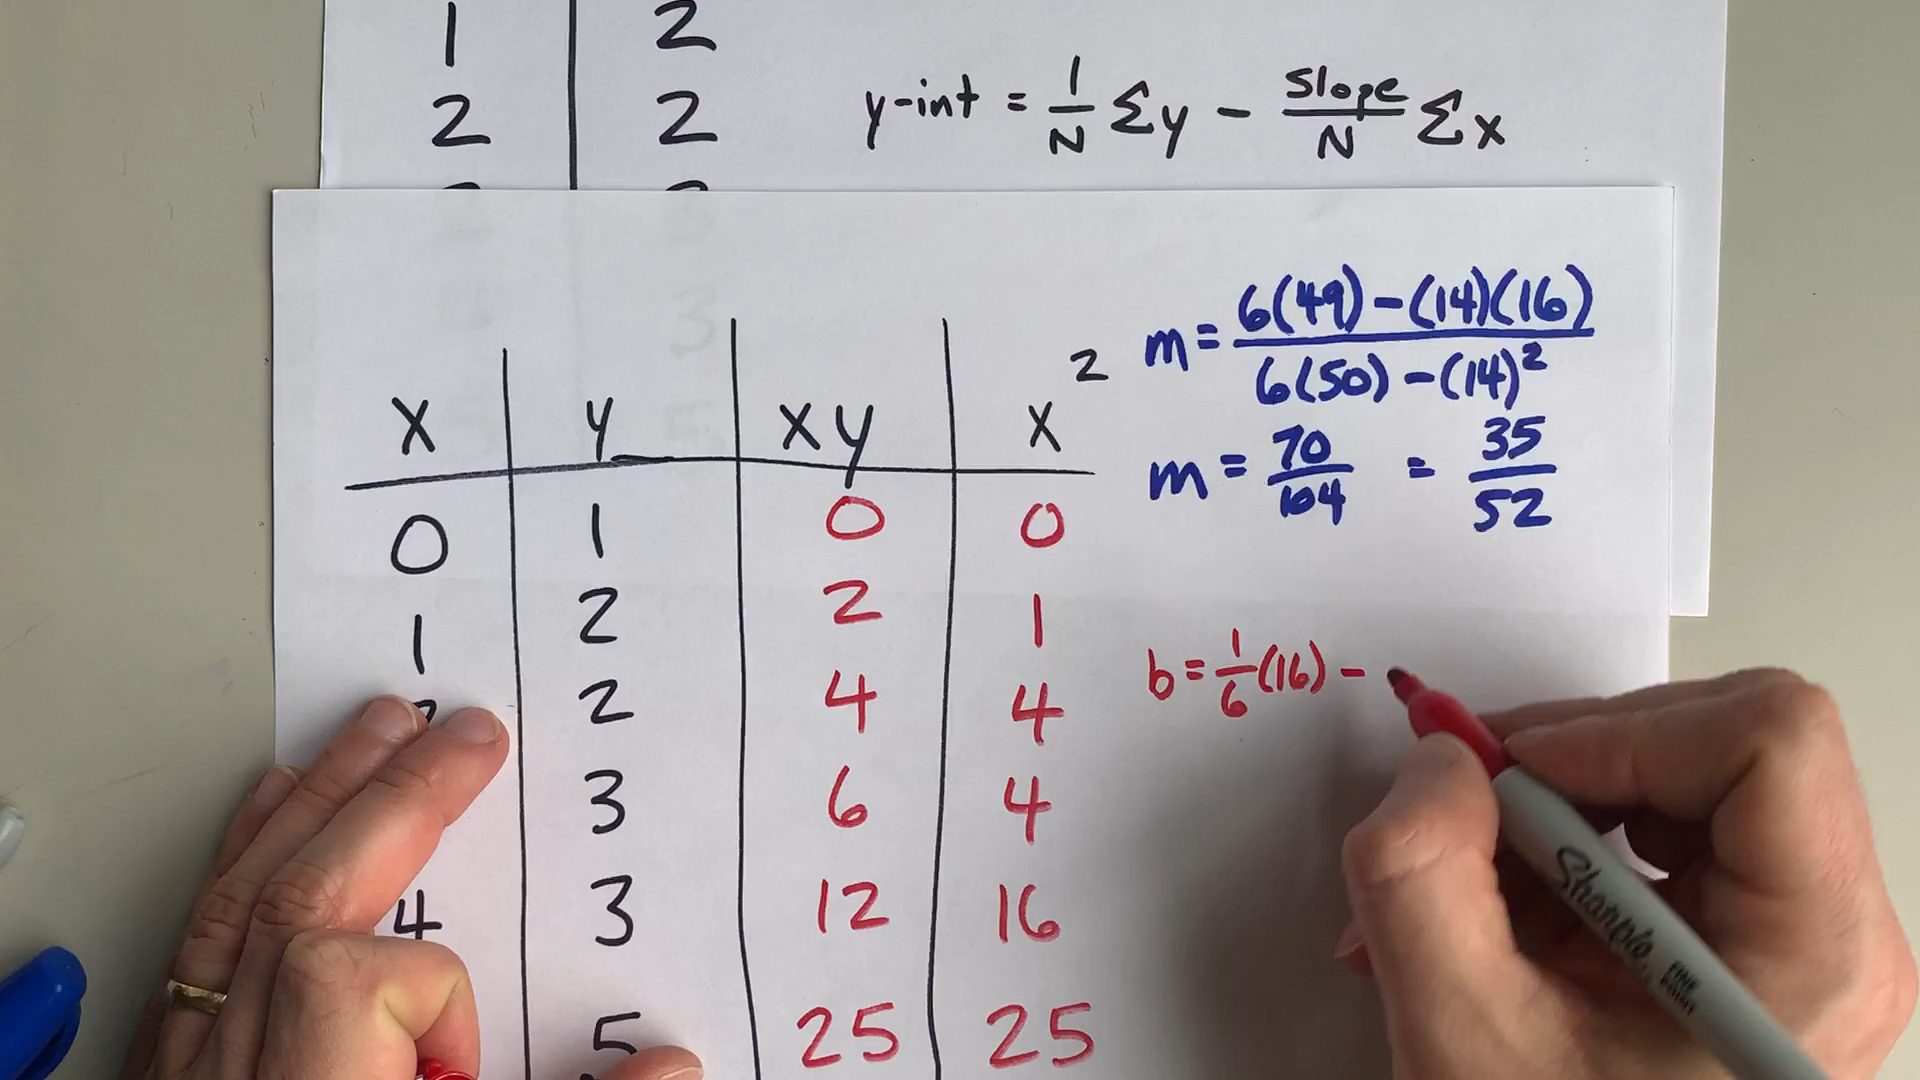 1 2
2 2
y-int = 1/N Σy - slope/N Σx
m = 6(49) - (14)(16) / 6(50) - (14)²
m = 70/104 = 35/52
x y xy x²
0 1 0 0
1 2 2 1
2 4 4
3 6 4
4 3 12 16
5 25 25
b = 1/6 (16) -
Sharpie
FINE POINT